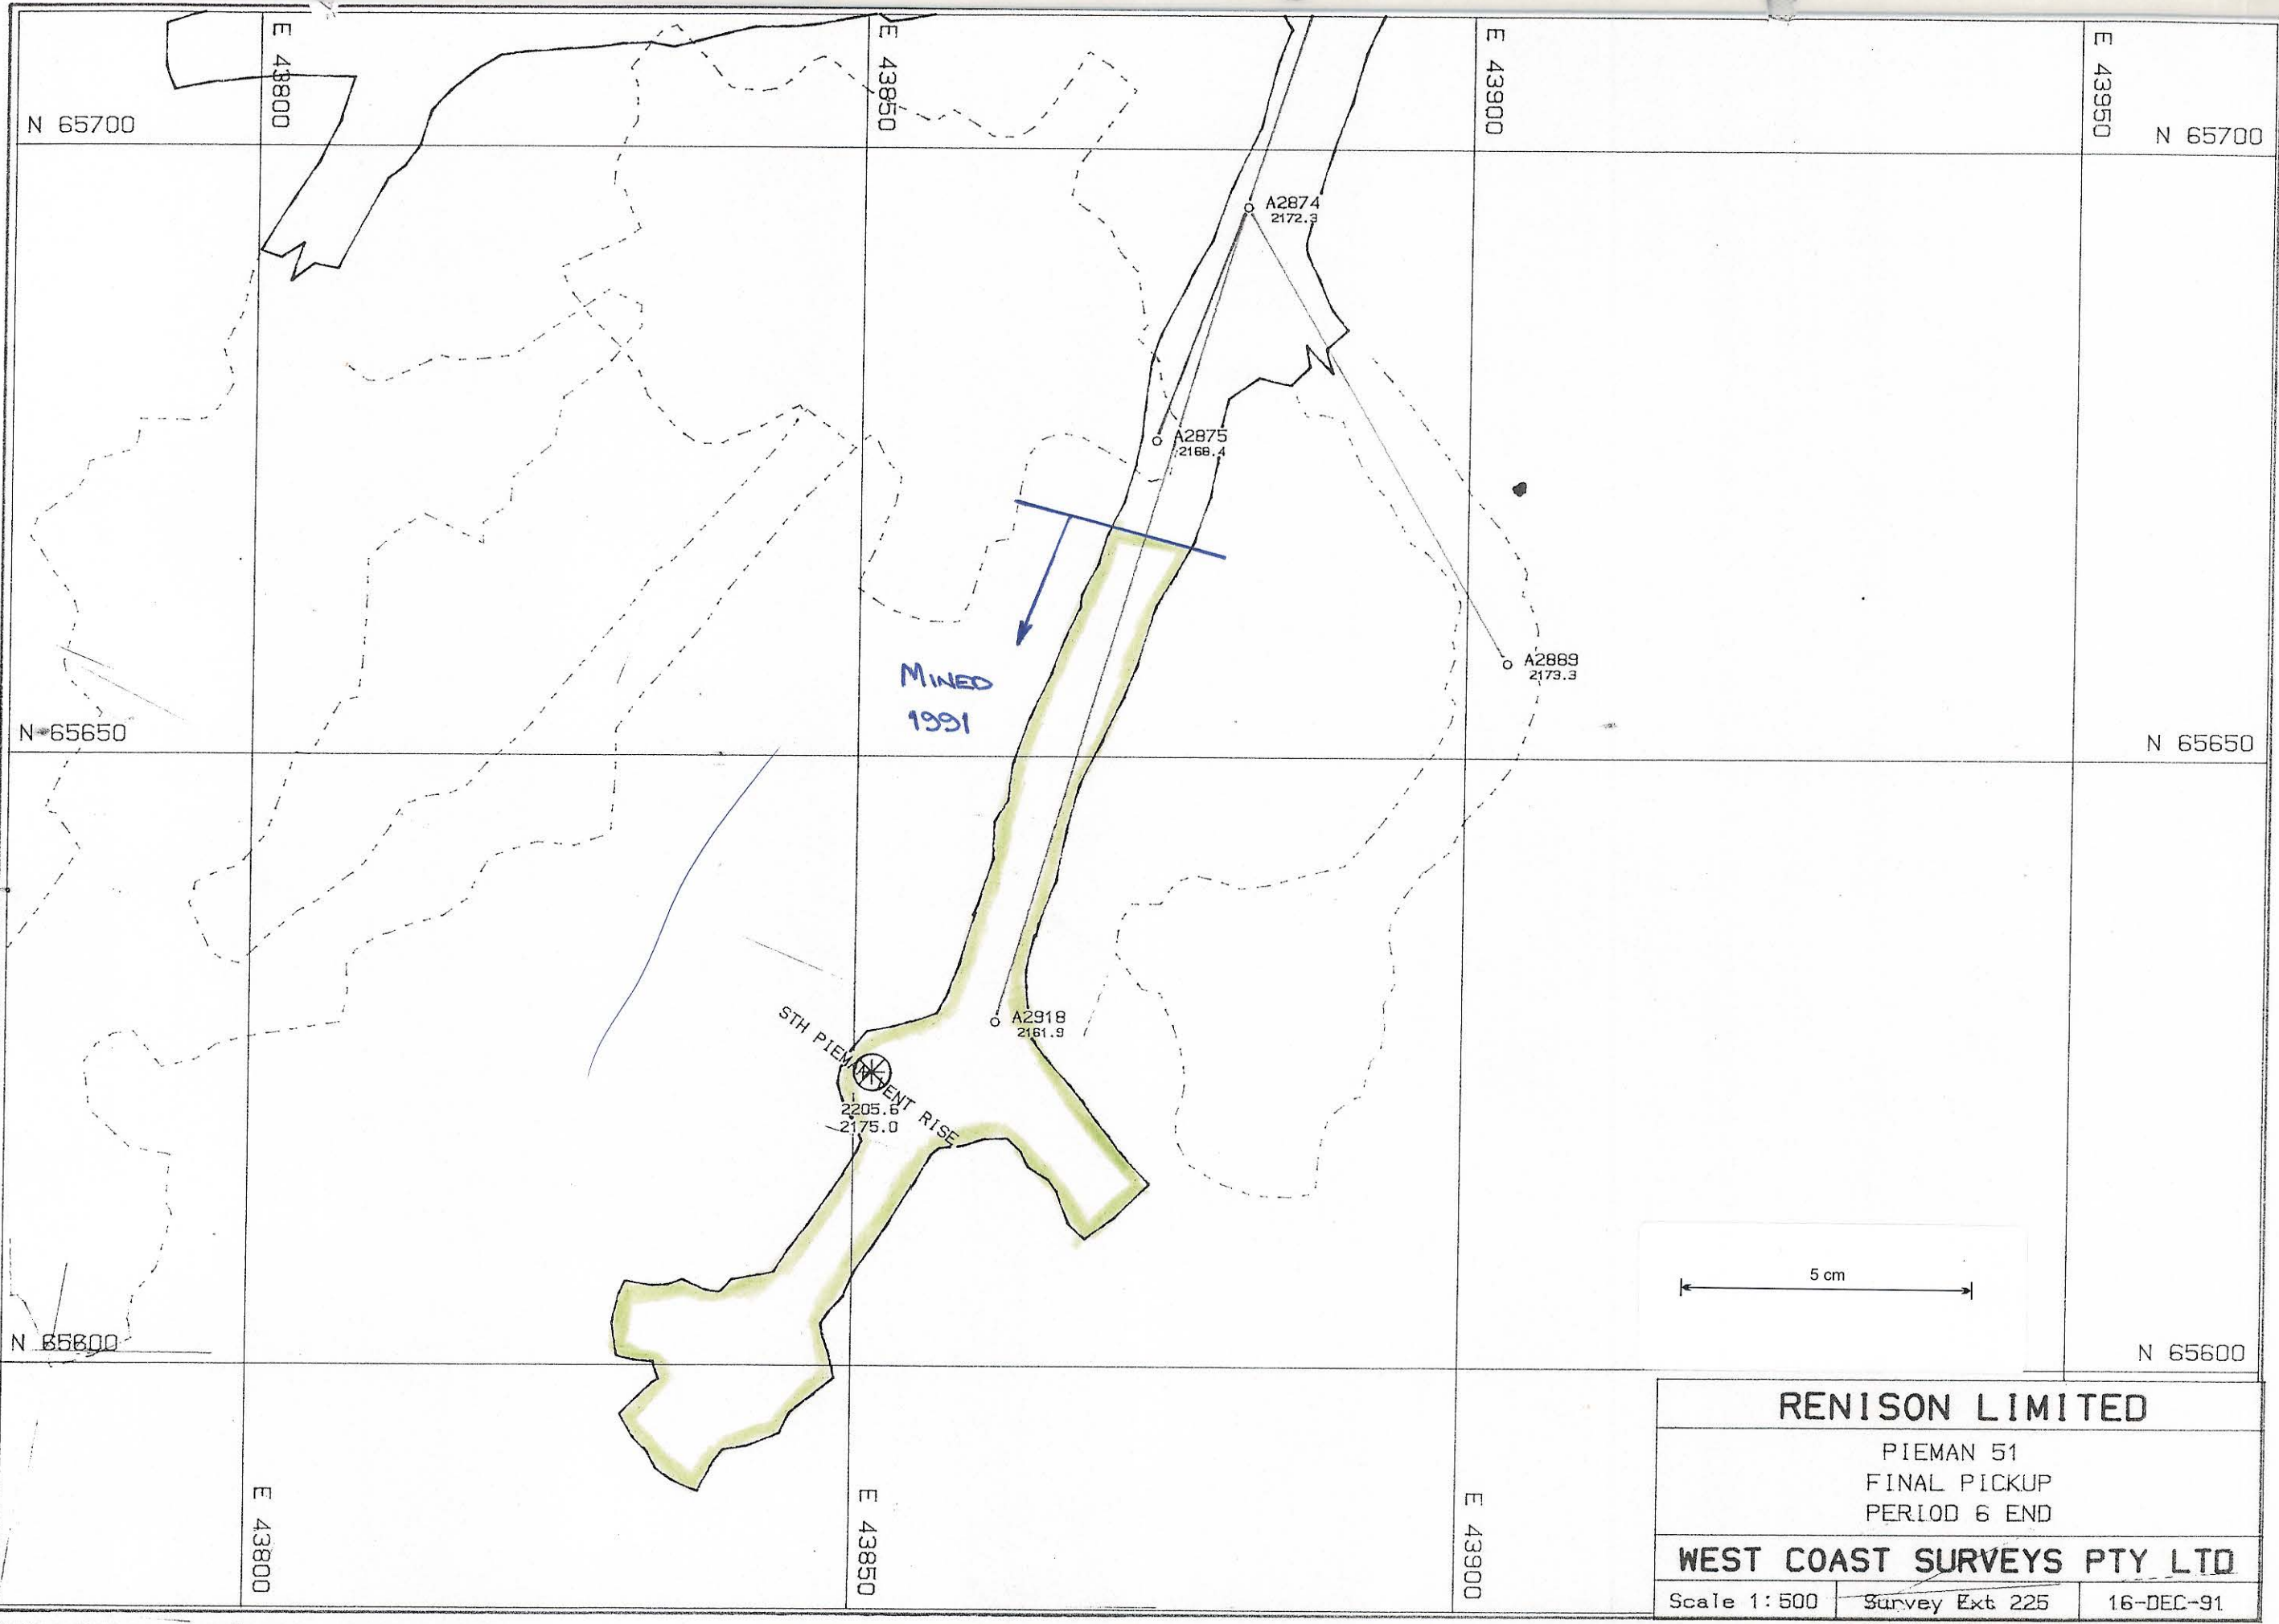 E 43800
E 43850
E 43900
E 43950
N 65700
N 65700
A2874
2172.3
A2875
2168.4
A2889
2173.3
MINED
1991
N 65650
N 65650
A2918
2161.9
STH PIEMAN VENT RISE
2205.6
2175.0
5 cm
N 65600
N 65600
RENISON LIMITED
PIEMAN 51
FINAL PICKUP
PERIOD 6 END
WEST COAST SURVEYS PTY LTD
Scale 1:500
Survey Ext 225
16-DEC-91
E 43800
E 43850
E 43900